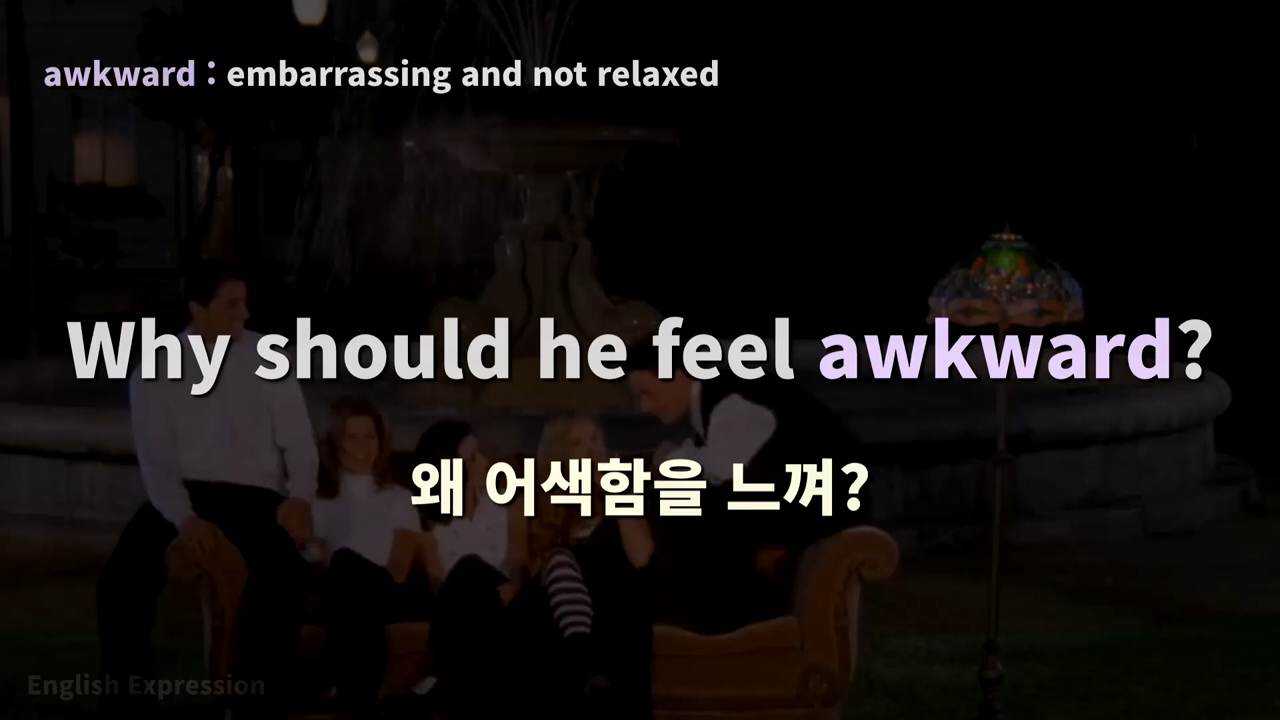 awkward : embarrassing and not relaxed
Why should he feel awkward?
왜 어색함을 느껴?
English Expression